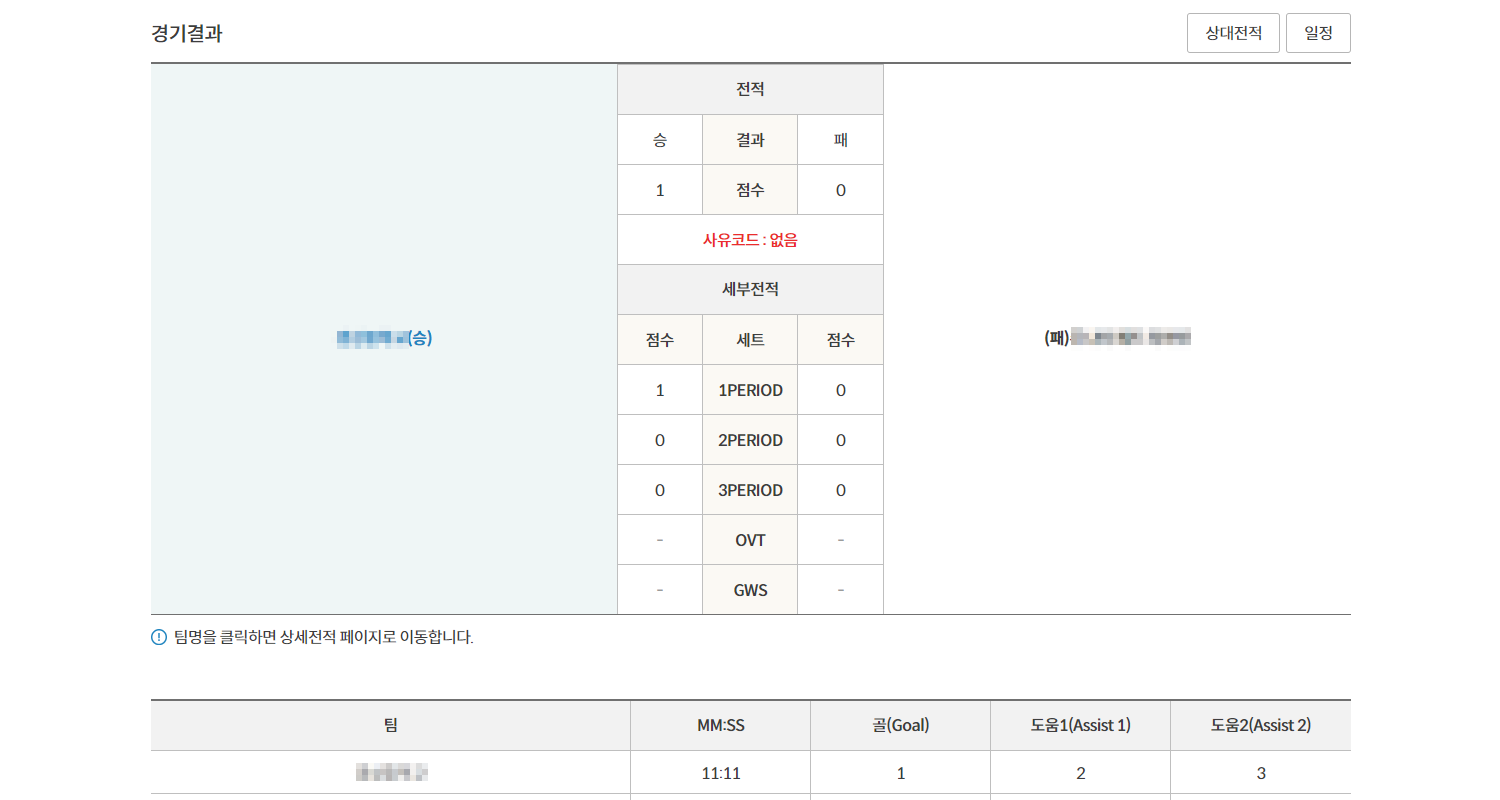 경기결과
상대전적 일정
전적
승 결과 패
1 점수 0
사유코드 : 없음
세부전적
(승) (패)
점수 세트 점수
1 1PERIOD 0
0 2PERIOD 0
0 3PERIOD 0
- OVT -
- GWS -
팀명을 클릭하면 상세전적 페이지로 이동합니다.
팀 MM:SS 골(Goal) 도움1(Assist 1) 도움2(Assist 2)
11:11 1 2 3